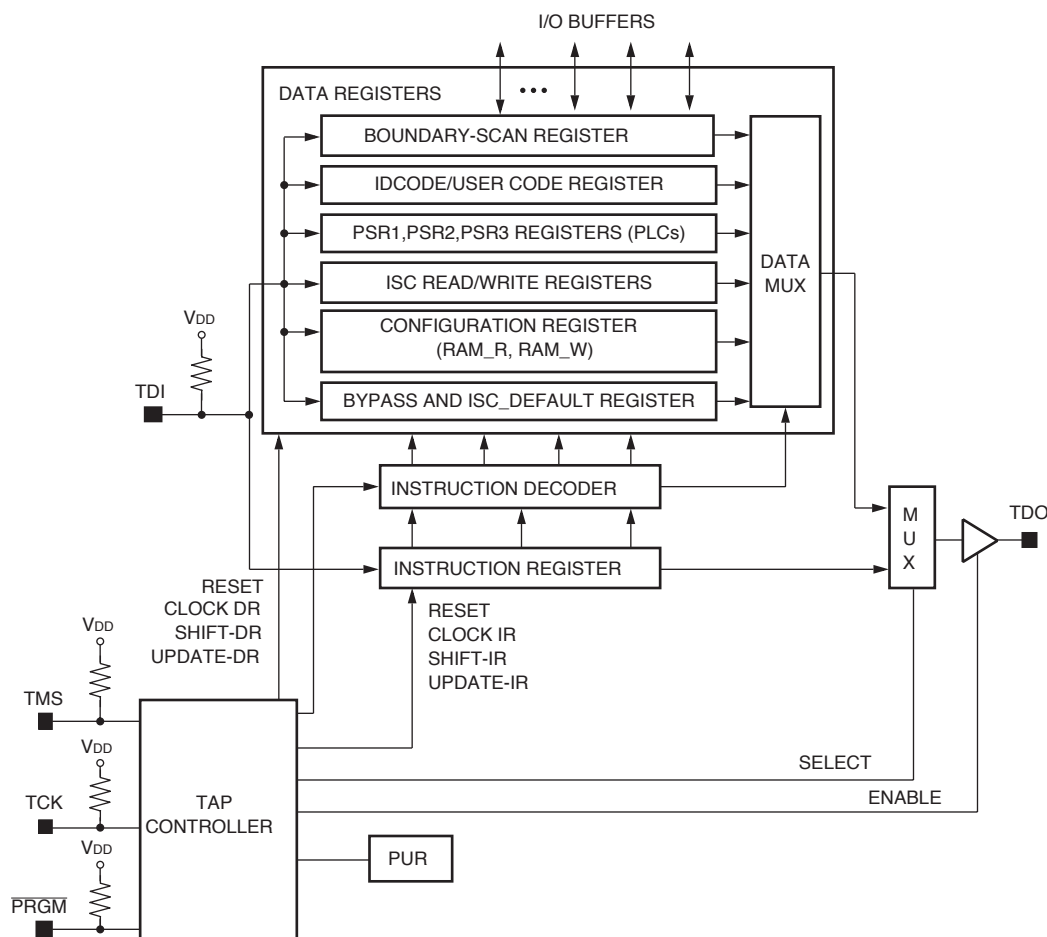 I/O BUFFERS
DATA REGISTERS
•••
BOUNDARY-SCAN REGISTER
IDCODE/USER CODE REGISTER
PSR1,PSR2,PSR3 REGISTERS (PLCs)
ISC READ/WRITE REGISTERS
CONFIGURATION REGISTER
(RAM_R, RAM_W)
BYPASS AND ISC_DEFAULT REGISTER
DATA
MUX
VDD
TDI
INSTRUCTION DECODER
INSTRUCTION REGISTER
M
U
X
TDO
RESET
CLOCK DR
SHIFT-DR
UPDATE-DR
RESET
CLOCK IR
SHIFT-IR
UPDATE-IR
VDD
TMS
VDD
TCK
VDD
PRGM
TAP
CONTROLLER
SELECT
ENABLE
PUR